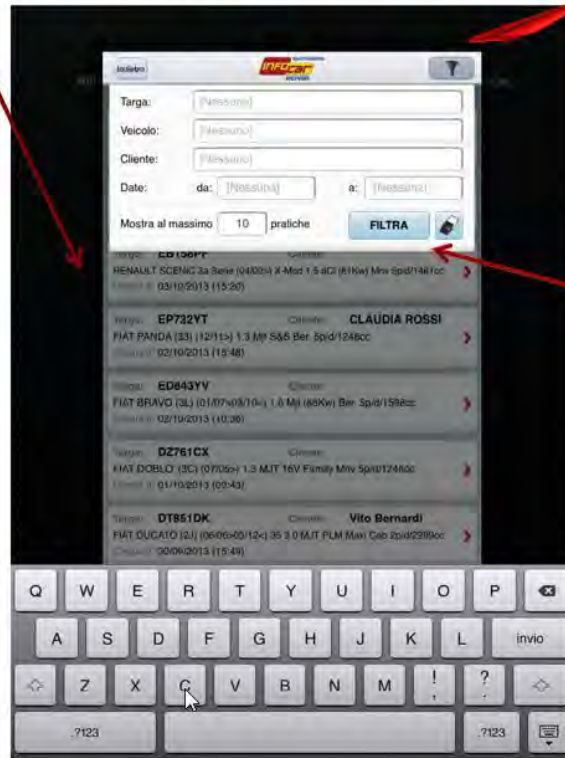 Indietro
INFOcar
Targa: [Nessuno]
Veicolo: [Nessuno]
Cliente: [Nessuno]
Date: da: [Nessuna] a: [Nessuna]
Mostra al massimo 10 pratiche FILTRA
EB158PF
RENAULT SCENIC 3a Serie (04/09>) X-Mod 1.5 dCi (81Kw) Mnv 5p/d/1461cc
03/10/2013 (15:20)
Targa: EP732YT Cliente: CLAUDIA ROSSI
FIAT PANDA (33) (12/11>) 1.3 Mjt S&S Ber. 5p/d/1248cc
02/10/2013 (15:48)
Targa: ED843YV Cliente:
FIAT BRAVO (3L) (01/07>03/10<) 1.6 Mjt (88Kw) Ber. 5p/d/1598cc
02/10/2013 (10:36)
Targa: DZ761CX Cliente:
FIAT DOBLO' (3C) (07/05>) 1.3 MJT 16V Family Mnv 5p/d/1248cc
01/10/2013 (00:43)
Targa: DT851DK Cliente: Vito Bernardi
FIAT DUCATO (2J) (06/06>05/12<) 35 3.0 MJT PLM Maxi Cab 2p/d/2999cc
(15:49)
Q W E R T Y U I O P
A S D F G H J K L invio
Z X C V B N M ! , ? .
.?123 .?123